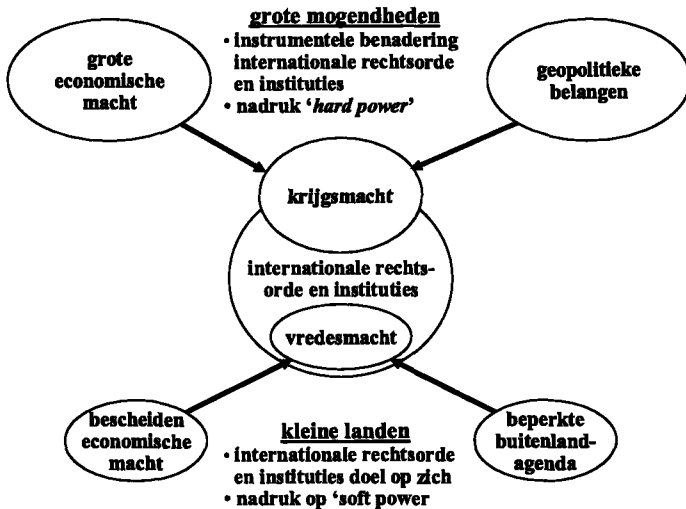 grote mogendheden
• instrumentele benadering
internationale rechtsorde
en instituties
• nadruk ‘hard power’
grote
economische
macht
geopolitieke
belangen
krijgsmacht
internationale rechts-
orde en instituties
vredesmacht
bescheiden
economische
macht
kleine landen
• internationale rechtsorde
en instituties doel op zich
• nadruk op ‘soft power
beperkte
buitenland-
agenda